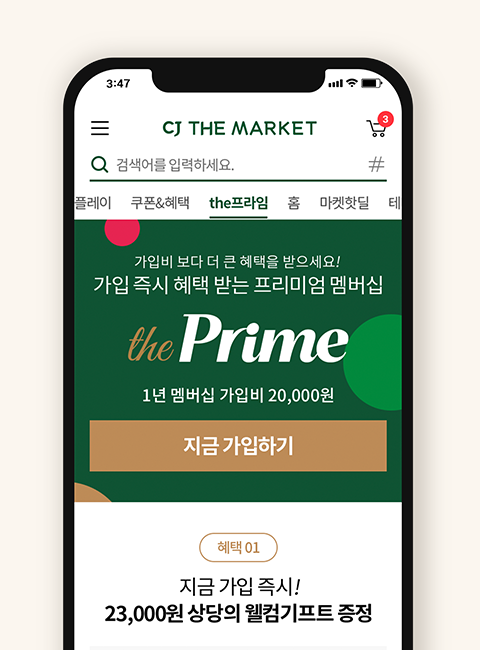 3:47
CJ THE MARKET
3
검색어를 입력하세요.
#
플레이 쿠폰&혜택 the프라임 홈 마켓핫딜 테
가입비 보다 더 큰 혜택을 받으세요!
가입 즉시 혜택 받는 프리미엄 멤버십
the Prime
1년 멤버십 가입비 20,000원
지금 가입하기
혜택 01
지금 가입 즉시!
23,000원 상당의 웰컴기프트 증정